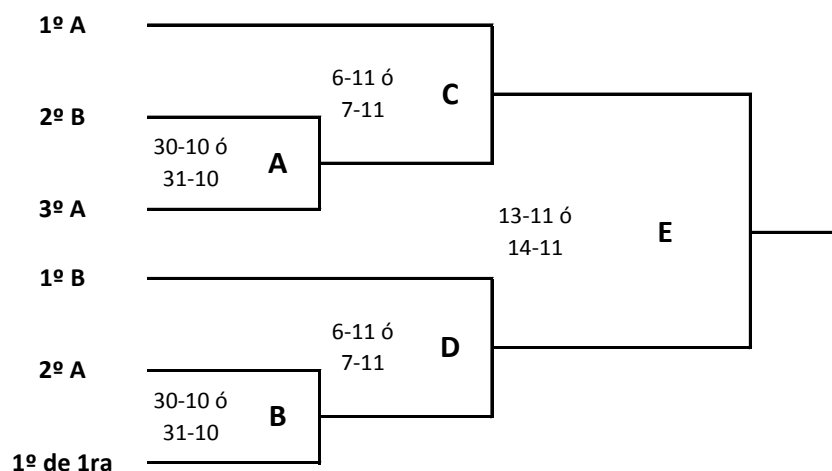 1º A
6-11 ó
7-11
C
2º B
30-10 ó
31-10
A
3º A
13-11 ó
14-11
E
1º B
6-11 ó
7-11
D
2º A
30-10 ó
31-10
B
1º de 1ra